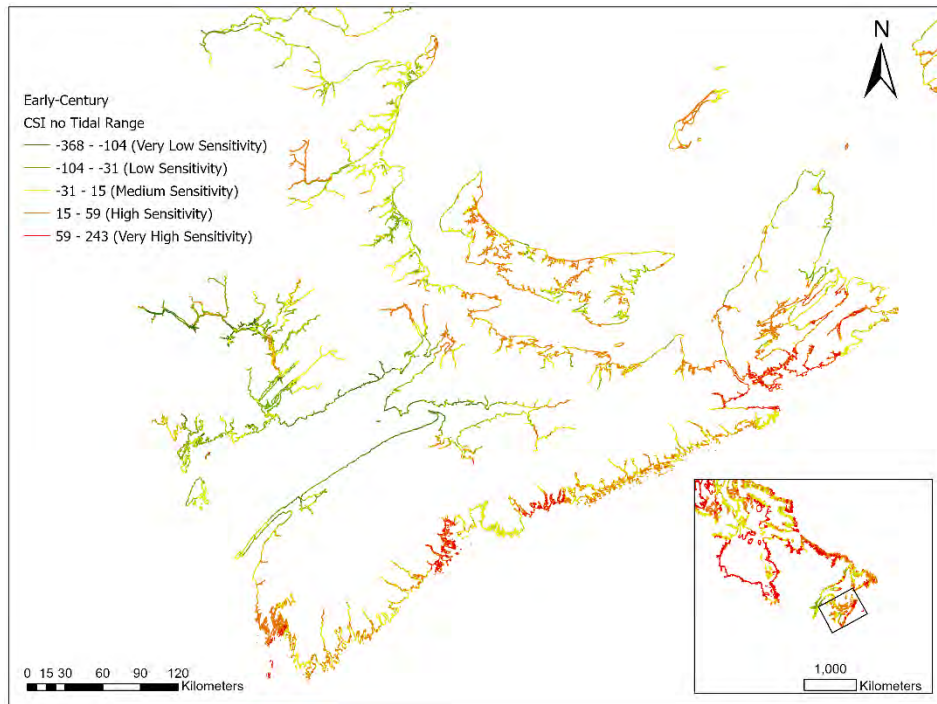 N
Early-Century
CSI no Tidal Range
-368 - -104 (Very Low Sensitivity)
-104 - -31 (Low Sensitivity)
-31 - 15 (Medium Sensitivity)
15 - 59 (High Sensitivity)
59 - 243 (Very High Sensitivity)
0 15 30 60 90 120
Kilometers
1,000
Kilometers